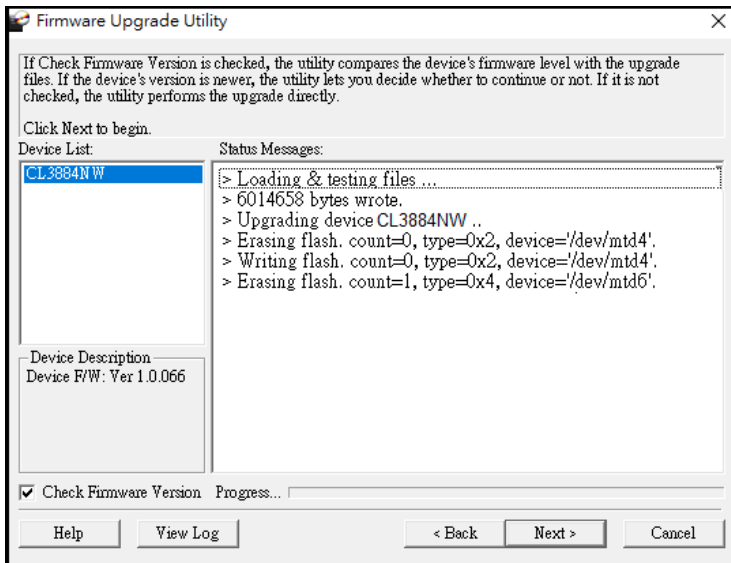 Firmware Upgrade Utility
If Check Firmware Version is checked, the utility compares the device's firmware level with the upgrade
files. If the device's version is newer, the utility lets you decide whether to continue or not. If it is not
checked, the utility performs the upgrade directly.
Click Next to begin.
Device List:
Status Messages:
CL3884NW
> Loading & testing files ...
> 6014658 bytes wrote.
> Upgrading device CL3884NW ..
> Erasing flash. count=0, type=0x2, device='/dev/mtd4'.
> Writing flash. count=0, type=0x2, device='/dev/mtd4'.
> Erasing flash. count=1, type=0x4, device='/dev/mtd6'.
Device Description
Device F/W: Ver 1.0.066
Check Firmware Version Progress...
Help View Log < Back Next > Cancel